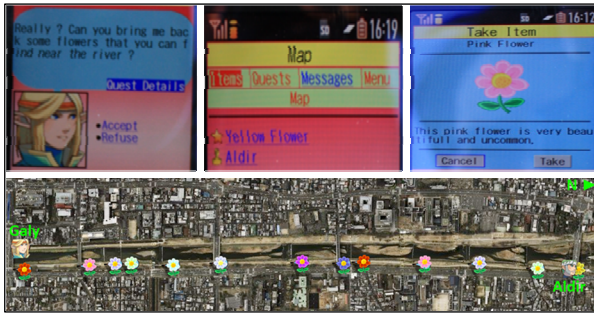 Really ? Can you bring me bac
k some flowers that you can f
ind near the river ?
Quest Details
•Accept
•Refuse
16:19
Map
Items Quests Messages Menu
Map
Yellow Flower
Aldir
16:12
Take Item
Pink Flower
This pink flower is very beau
tifull and uncommon.
Cancel Take
Galy
Aldir